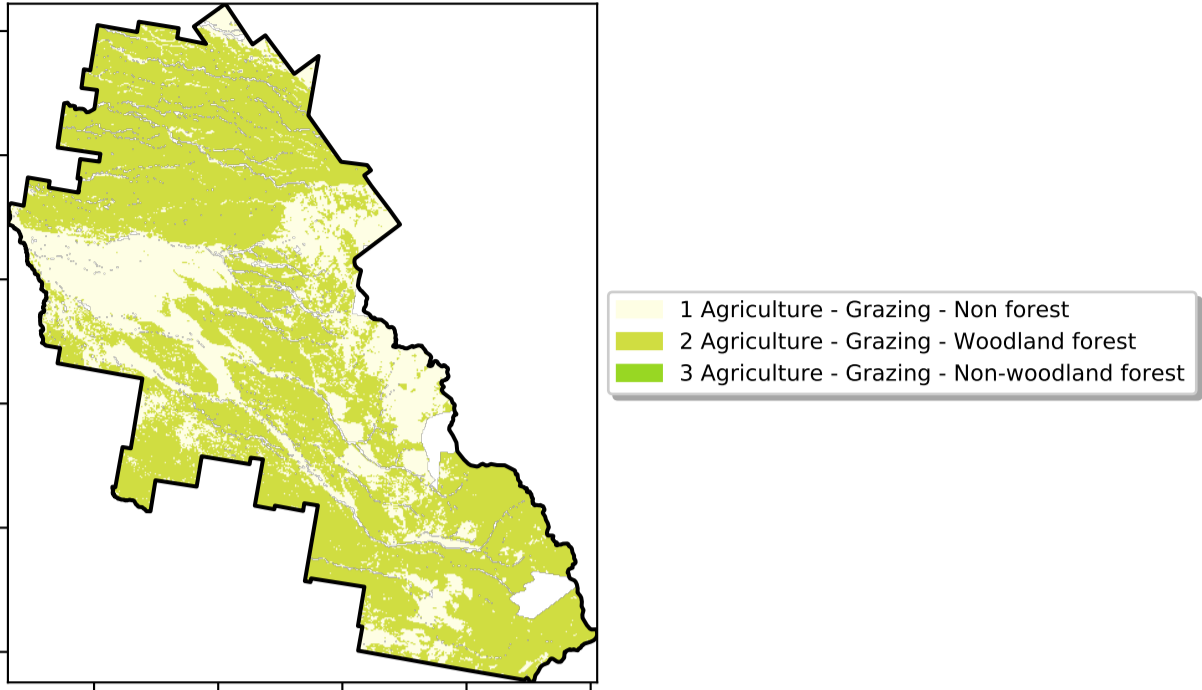 1 Agriculture - Grazing - Non forest
2 Agriculture - Grazing - Woodland forest
3 Agriculture - Grazing - Non-woodland forest